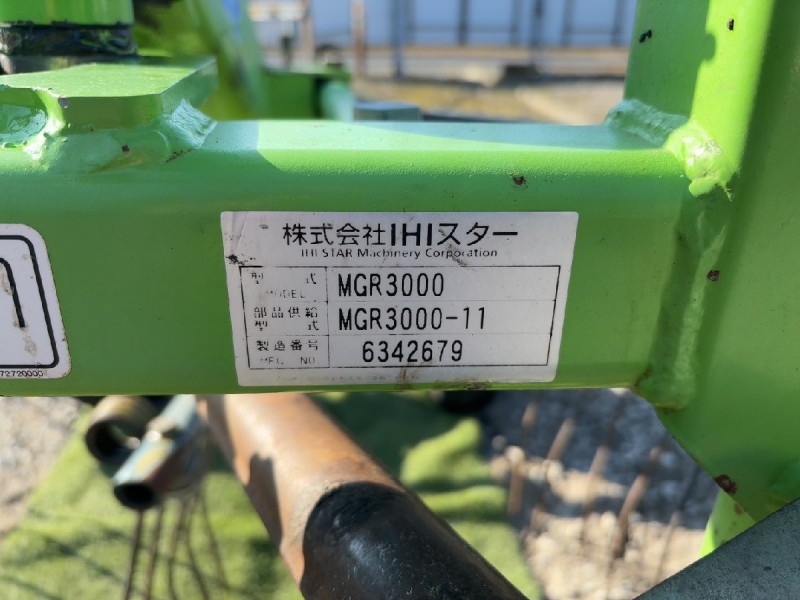 株式会社IHIスター
IHI STAR Machinery Corporation
型式 MGR3000
MODEL
部品供給 MGR3000-11
型式
製造番号 6342679
MFG. NO.
72720000